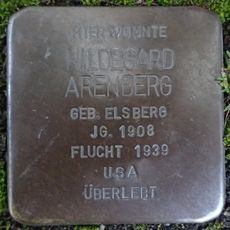 HIER WOHNTE
HILDEGARD
ARENBERG
GEB. ELSBERG
JG. 1908
FLUCHT 1939
USA
ÜBERLEBT